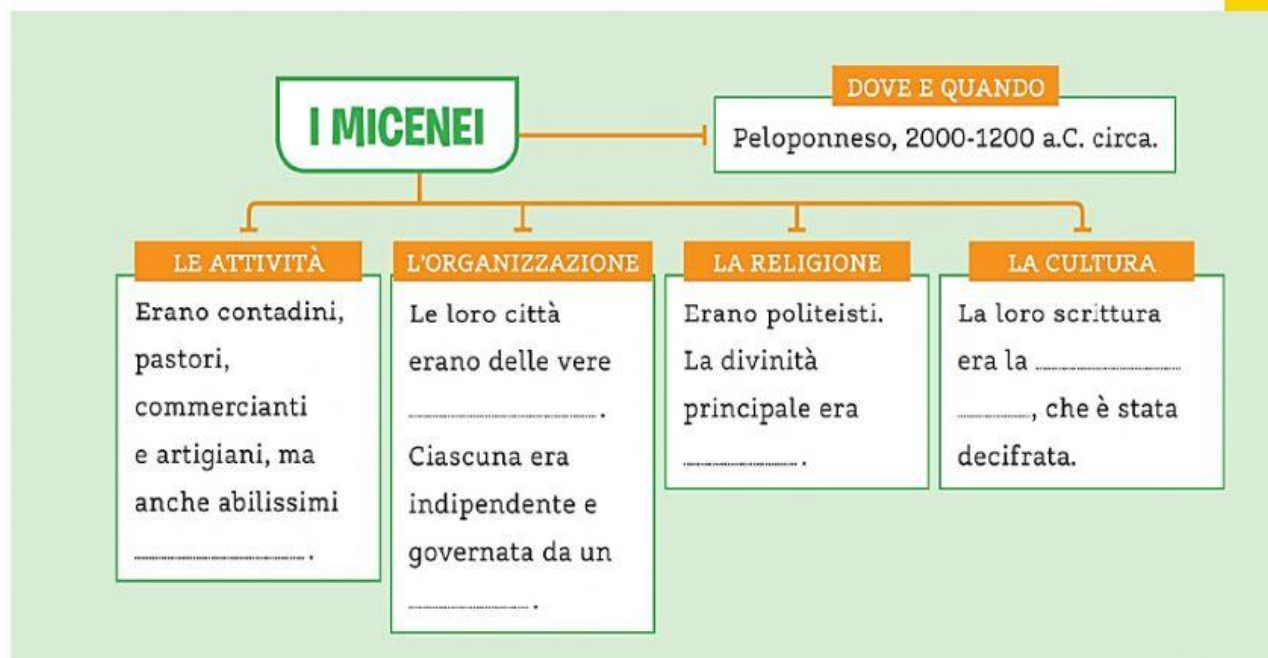 I MICENEI
DOVE E QUANDO
Peloponneso, 2000-1200 a.C. circa.
LE ATTIVITÀ
Erano contadini,
pastori,
commercianti
e artigiani, ma
anche abilissimi
.............................. .
L'ORGANIZZAZIONE
Le loro città
erano delle vere
.............................. .
Ciascuna era
indipendente e
governata da un
.............................. .
LA RELIGIONE
Erano politeisti.
La divinità
principale era
.............................. .
LA CULTURA
La loro scrittura
era la ..............................
.................., che è stata
decifrata.